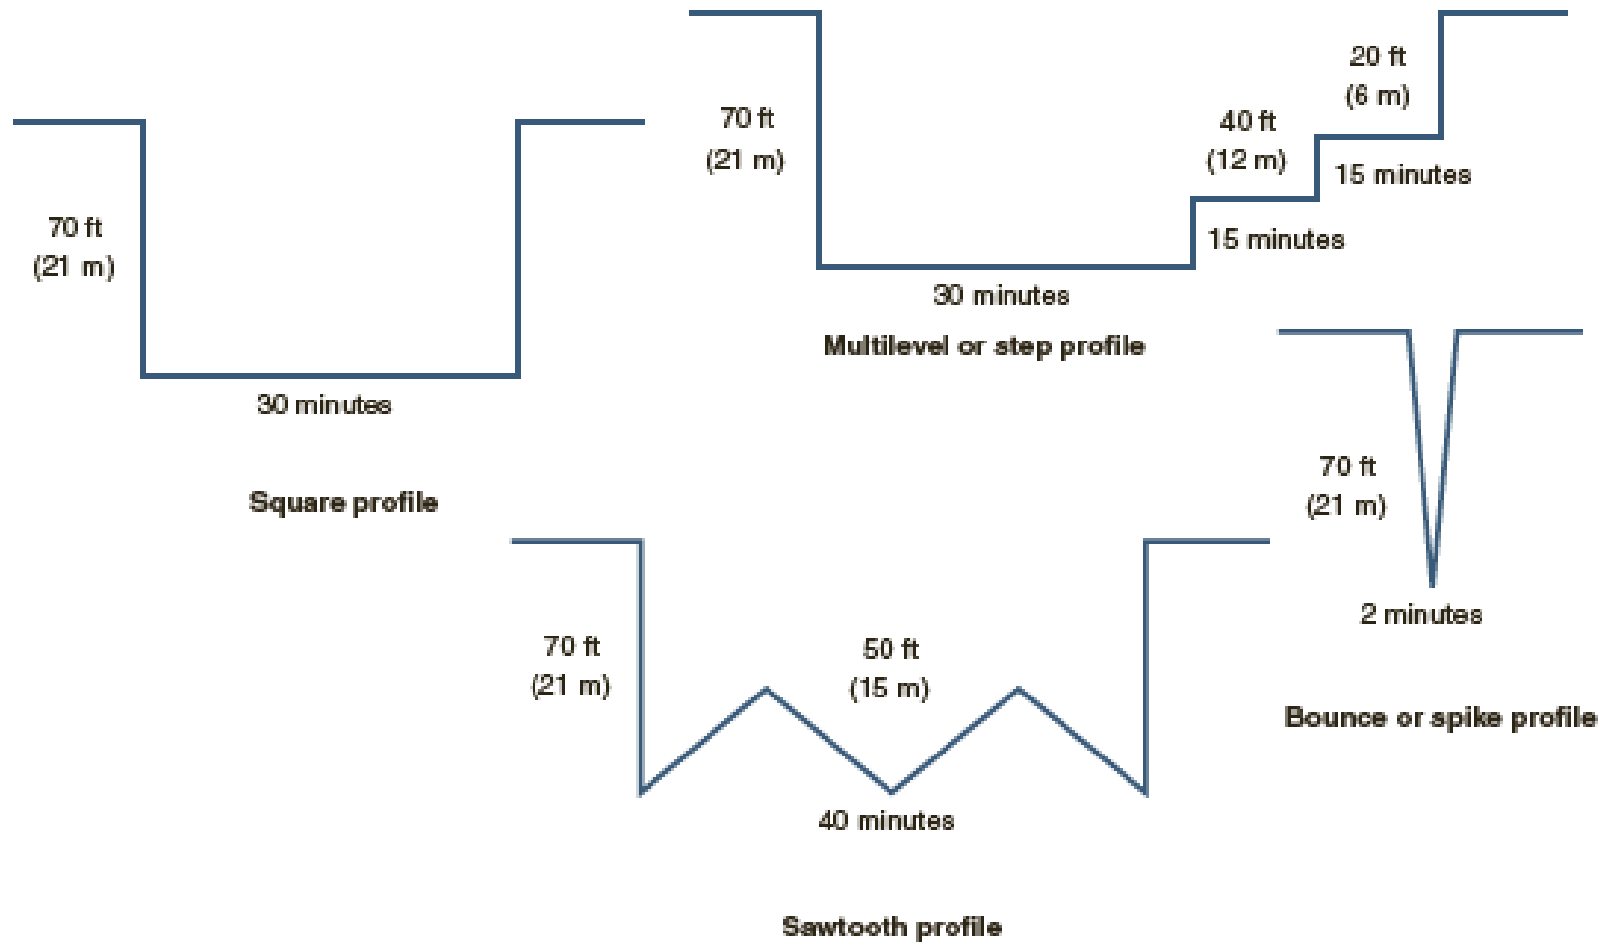 70 ft
(21 m)
30 minutes
Square profile
70 ft
(21 m)
30 minutes
40 ft
(12 m)
15 minutes
20 ft
(6 m)
15 minutes
Multilevel or step profile
70 ft
(21 m)
50 ft
(15 m)
40 minutes
Sawtooth profile
70 ft
(21 m)
2 minutes
Bounce or spike profile